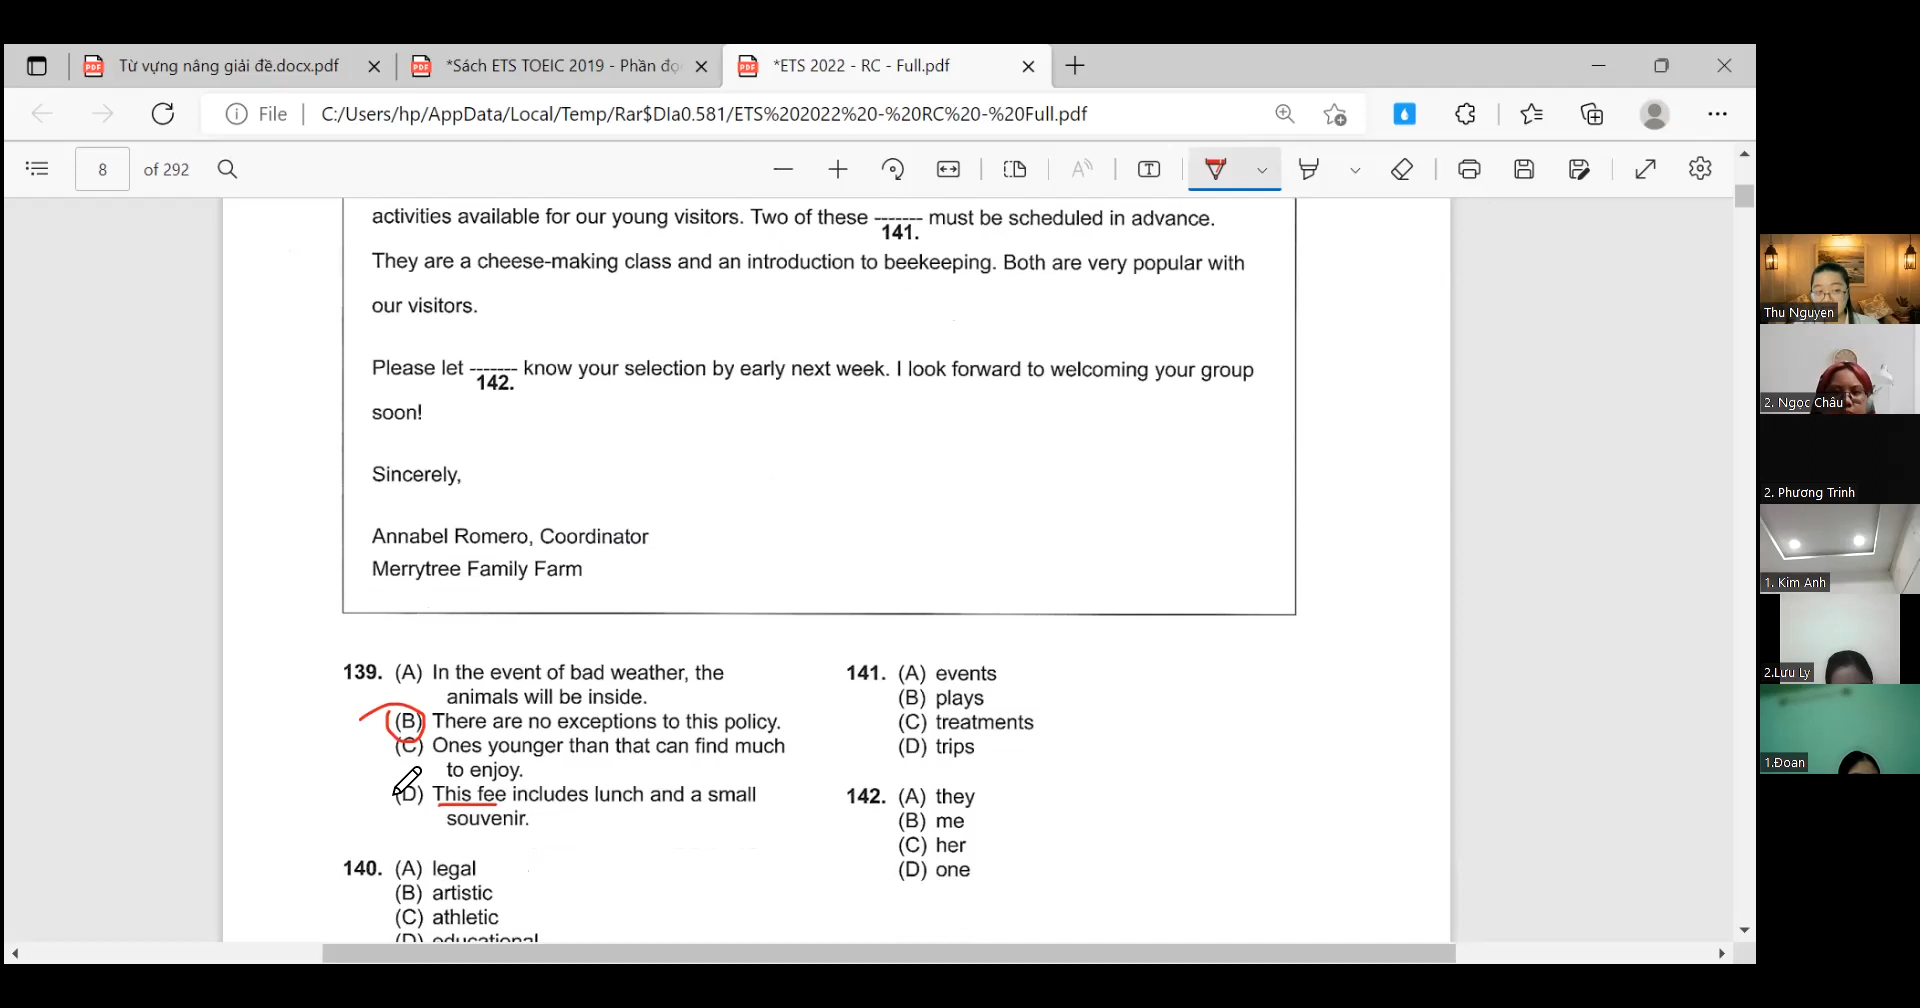 Từ vựng nâng giải đề.docx.pdf
*Sách ETS TOEIC 2019 - Phần đọ
*ETS 2022 - RC - Full.pdf
File
C:/Users/hp/AppData/Local/Temp/Rar$DIa0.581/ETS%202022%20-%20RC%20-%20Full.pdf
8 of 292
activities available for our young visitors. Two of these ------- must be scheduled in advance.
141.
They are a cheese-making class and an introduction to beekeeping. Both are very popular with
our visitors.
Please let ------- know your selection by early next week. I look forward to welcoming your group
142.
soon!
Sincerely,
Annabel Romero, Coordinator
Merrytree Family Farm
139. (A) In the event of bad weather, the
animals will be inside.
(B) There are no exceptions to this policy.
(C) Ones younger than that can find much
to enjoy.
(D) This fee includes lunch and a small
souvenir.
140. (A) legal
(B) artistic
(C) athletic
(D) educational
141. (A) events
(B) plays
(C) treatments
(D) trips
142. (A) they
(B) me
(C) her
(D) one
Thu Nguyen
2. Ngọc Châu
2. Phương Trinh
1. Kim Anh
2.Lưu Ly
1.Đoan